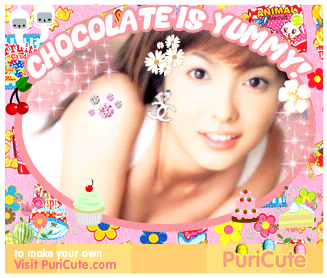 CHOCOLATE IS YUMMY!
ANIMAL
to make your own
Visit PuriCute.com
PuriCute